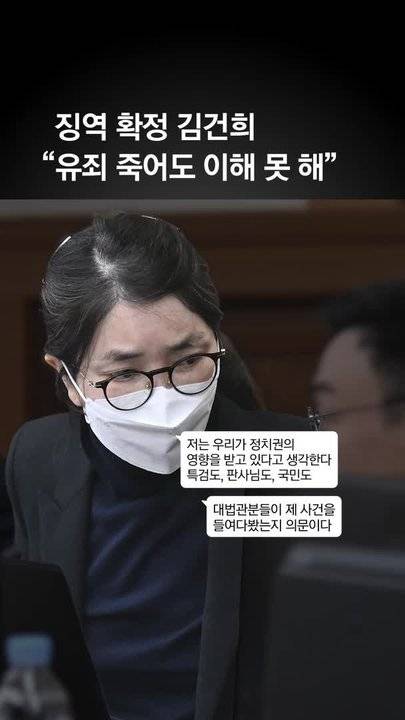 징역 확정 김건희
“유죄 죽어도 이해 못 해”
저는 우리가 정치권의
영향을 받고 있다고 생각한다
특검도, 판사님도, 국민도
대법관분들이 제 사건을
들여다봤는지 의문이다